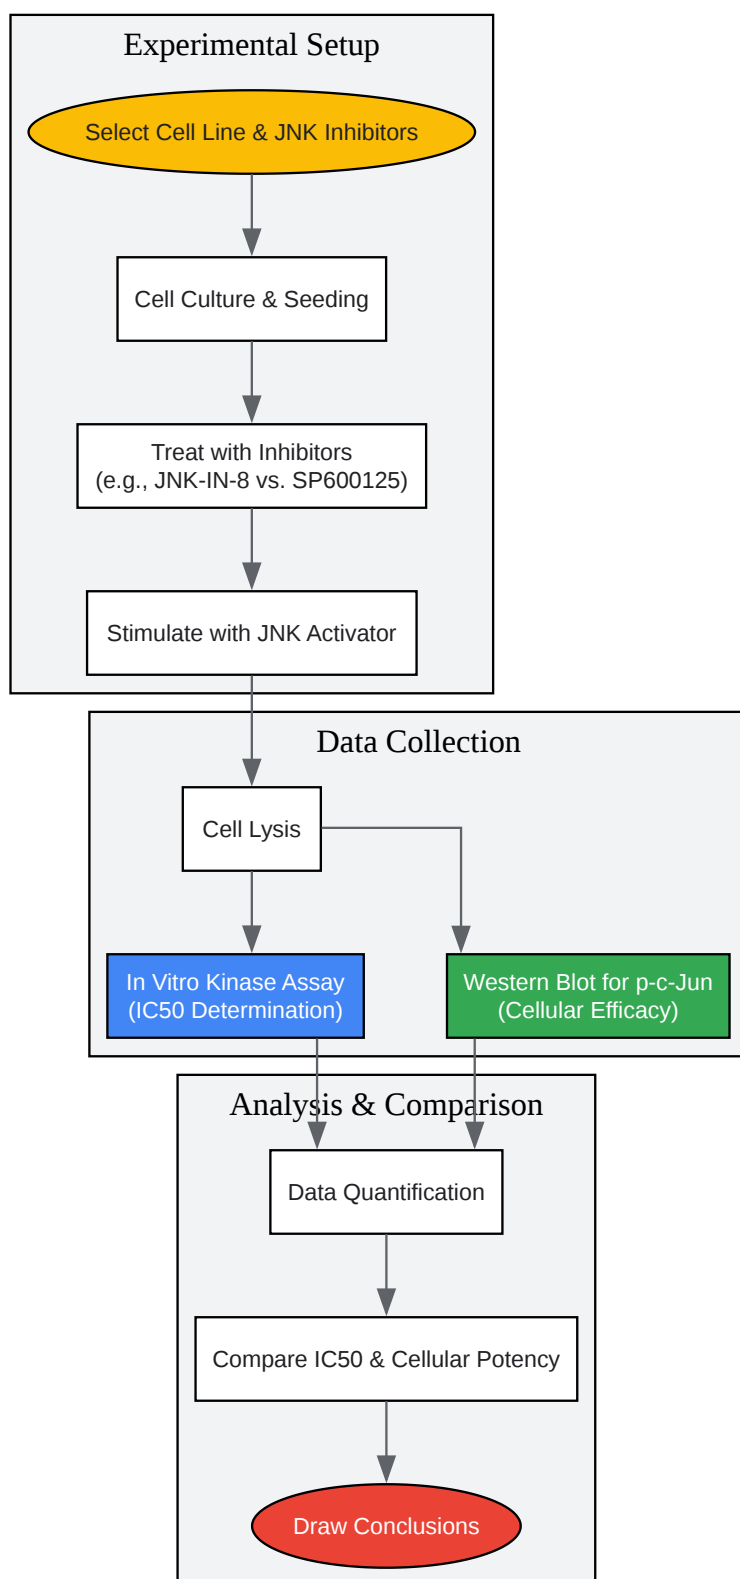 Experimental Setup
Select Cell Line & JNK Inhibitors
Cell Culture & Seeding
Treat with Inhibitors
(e.g., JNK-IN-8 vs. SP600125)
Stimulate with JNK Activator
Data Collection
Cell Lysis
In Vitro Kinase Assay
(IC50 Determination)
Western Blot for p-c-Jun
(Cellular Efficacy)
Analysis & Comparison
Data Quantification
Compare IC50 & Cellular Potency
Draw Conclusions